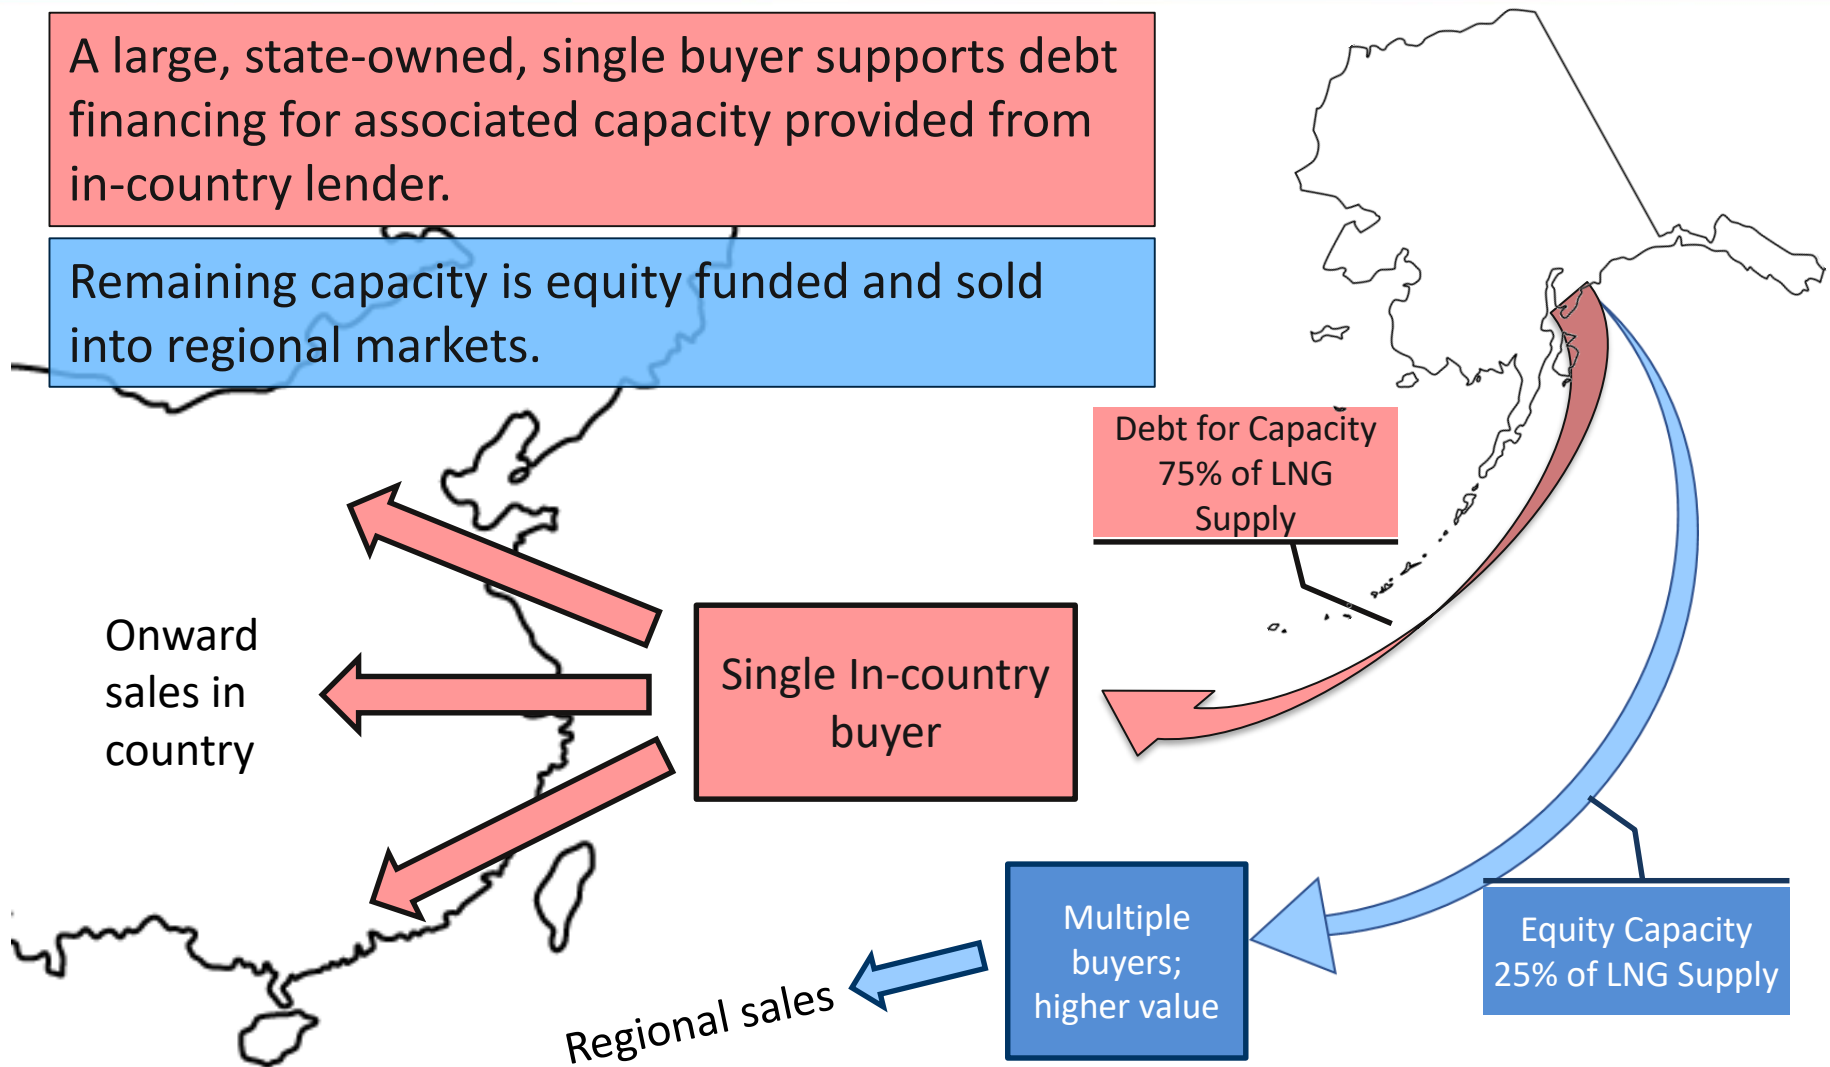 A large, state-owned, single buyer supports debt
financing for associated capacity provided from
in-country lender.
Remaining capacity is equity funded and sold
into regional markets.
Debt for Capacity
75% of LNG
Supply
Onward
sales in
country
Single In-country
buyer
Multiple
buyers;
higher value
Equity Capacity
25% of LNG Supply
Regional sales